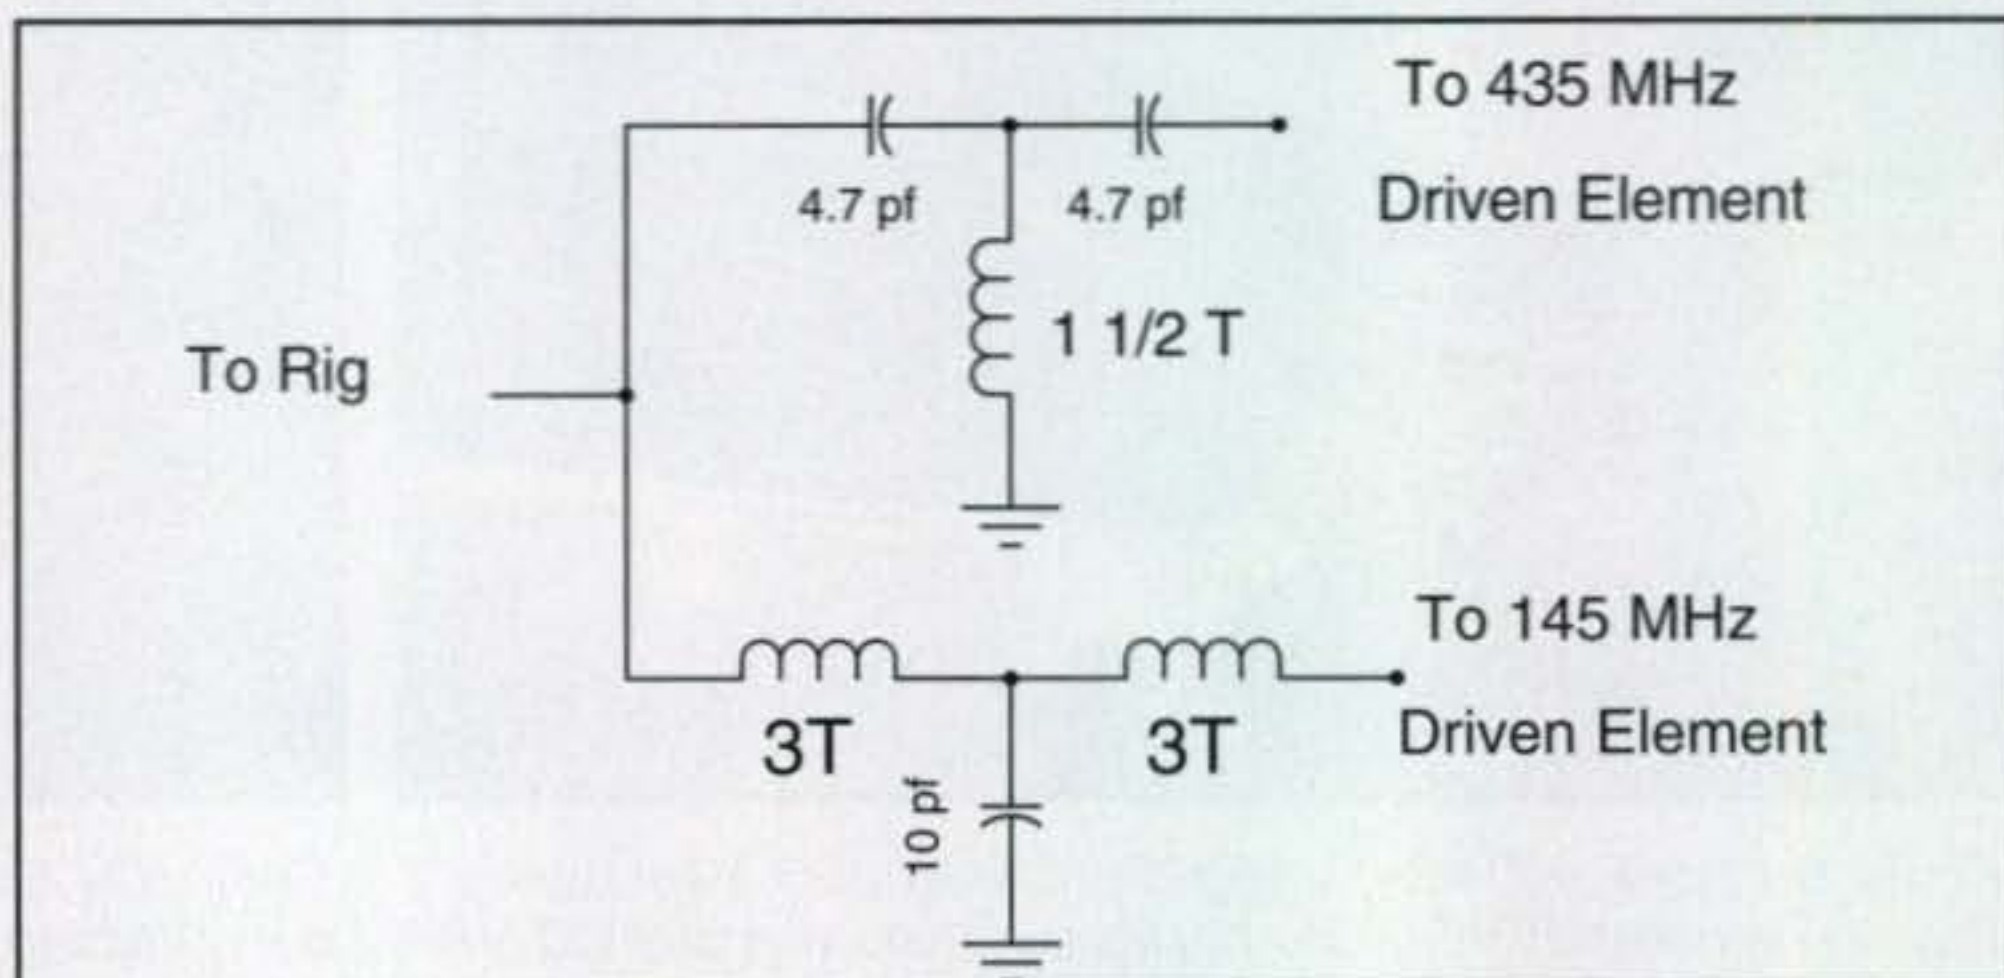 To 435 MHz
Driven Element
4.7 pf
4.7 pf
1 1/2 T
To Rig
To 145 MHz
Driven Element
3T
3T
10 pf